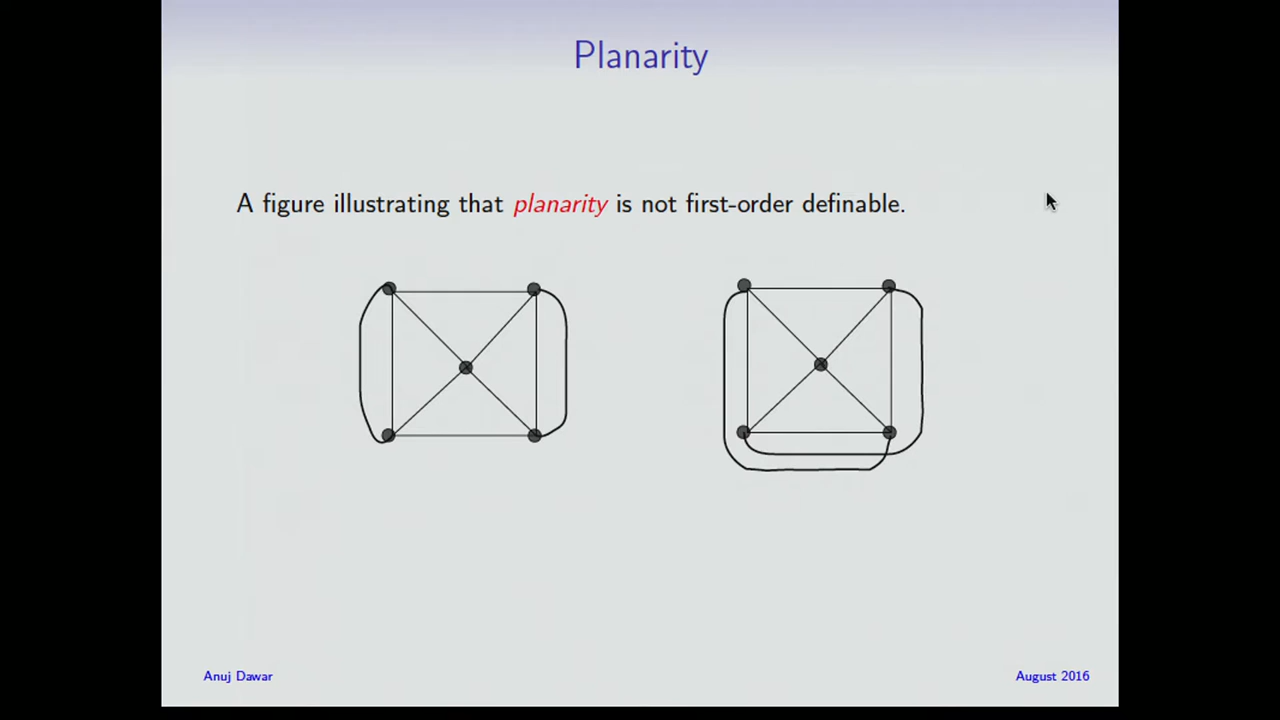 Planarity
A figure illustrating that planarity is not first-order definable.
Anuj Dawar
August 2016